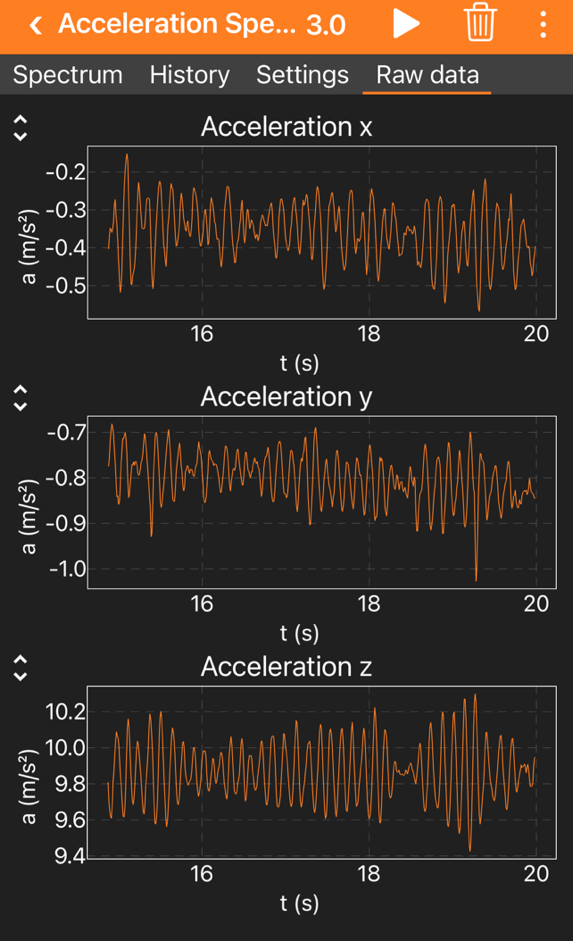 Acceleration Spe... 3.0
Spectrum History Settings Raw data
Acceleration x
a (m/s²)
-0.2
-0.3
-0.4
-0.5
16 18 20
t (s)
Acceleration y
a (m/s²)
-0.7
-0.8
-0.9
-1.0
16 18 20
t (s)
Acceleration z
a (m/s²)
10.2
10.0
9.8
9.6
9.4
16 18 20
t (s)